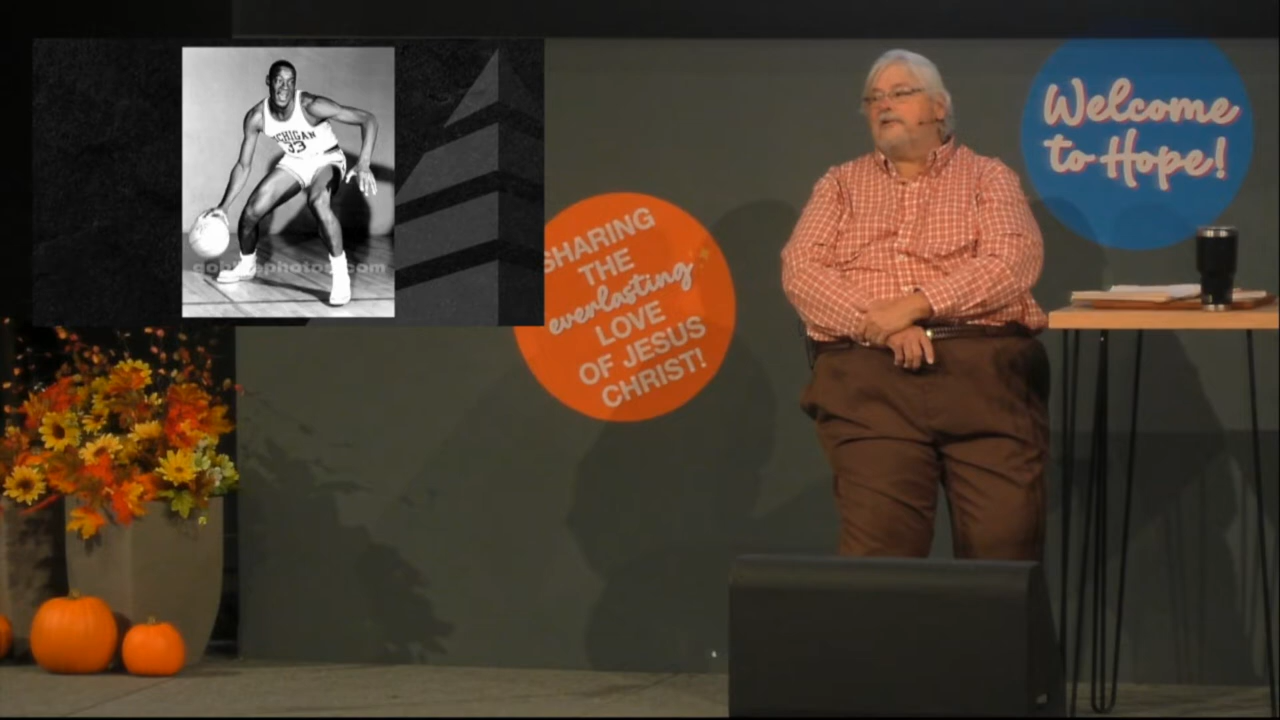 MICHIGAN
33
SHARING
THE
everlasting
LOVE
OF JESUS
CHRIST!
Welcome
to Hope!